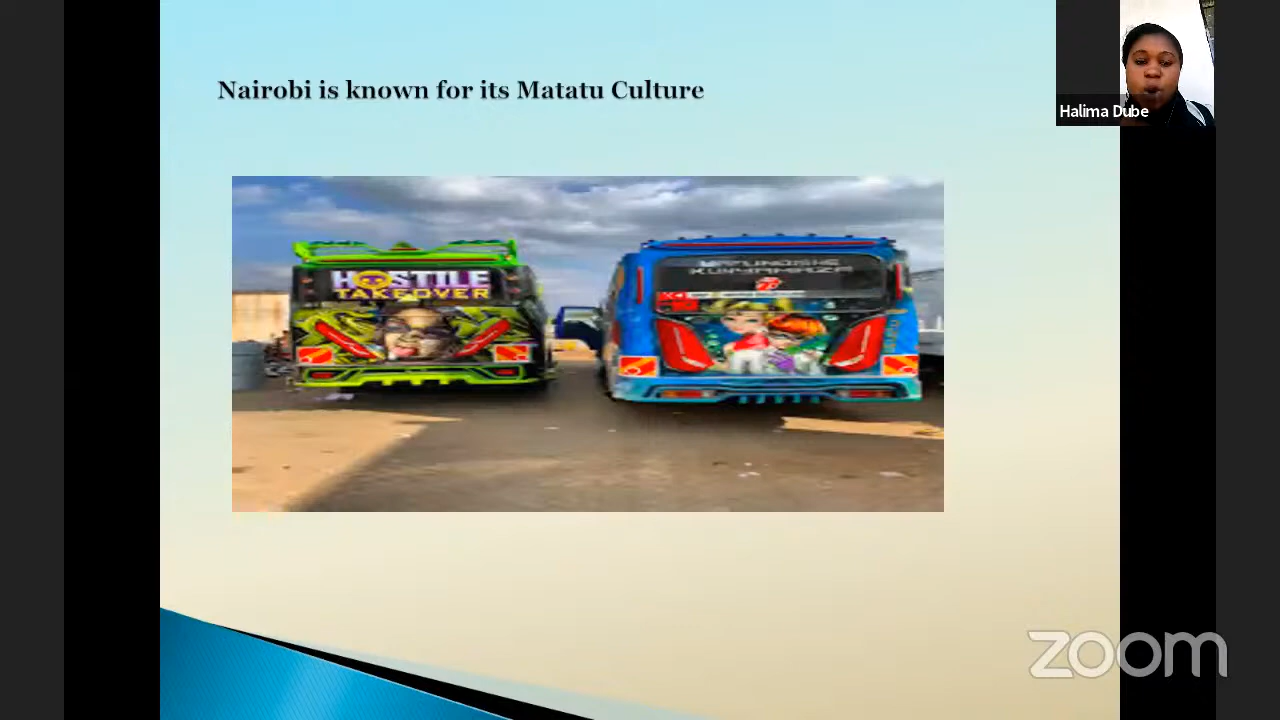 Nairobi is known for its Matatu Culture
Halima Dube
HOSTILE
TAKEOVER
zoom